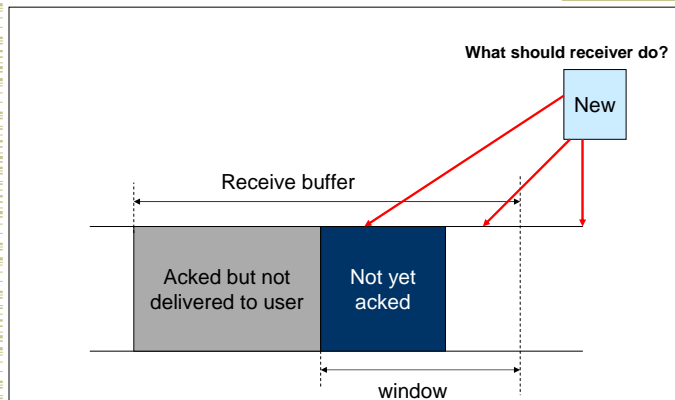 What should receiver do?
New
Receive buffer
Acked but not
delivered to user
Not yet
acked
window